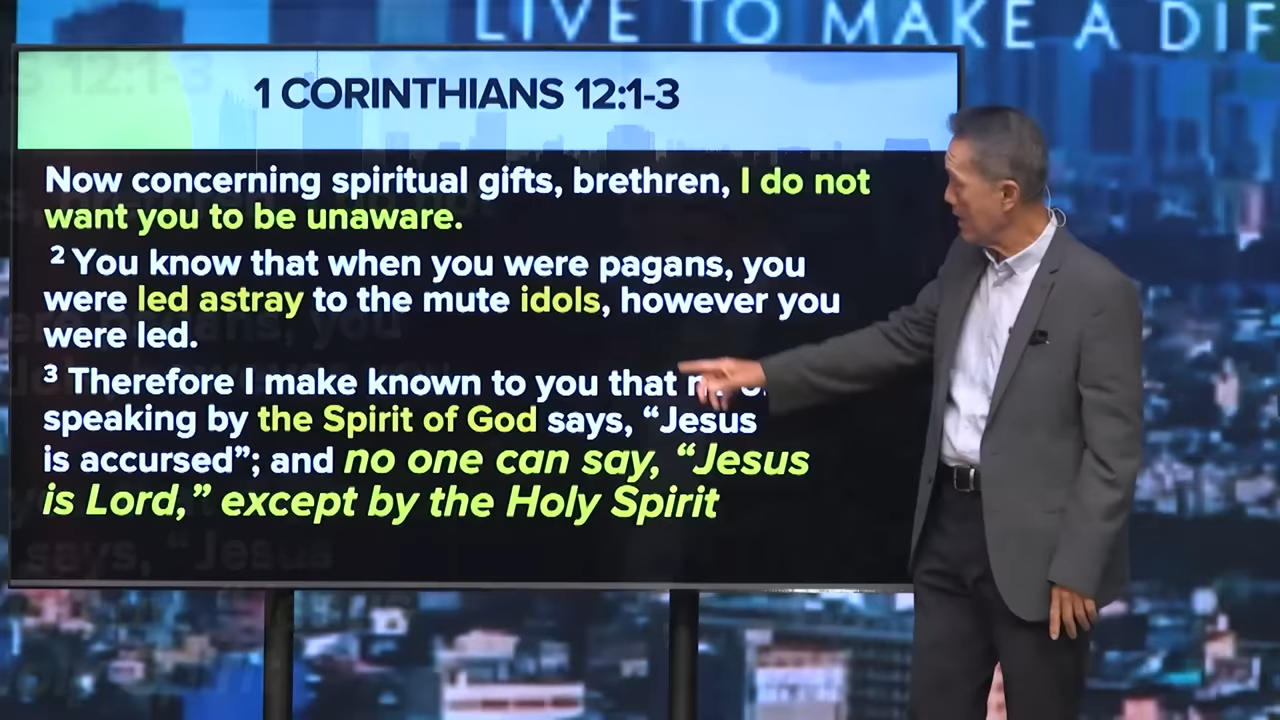 LIVE TO MAKE A DIF
1 CORINTHIANS 12:1-3
Now concerning spiritual gifts, brethren, I do not
want you to be unaware.
2 You know that when you were pagans, you
were led astray to the mute idols, however you
were led.
3 Therefore I make known to you that
speaking by the Spirit of God says, “Jesus
is accursed”; and no one can say, “Jesus
is Lord,” except by the Holy Spirit